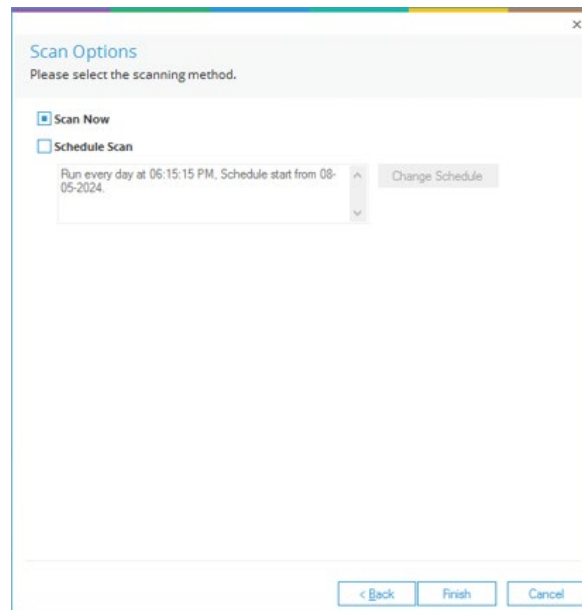 Scan Options
Please select the scanning method.
Scan Now
Schedule Scan
Run every day at 06:15:15 PM, Schedule start from 08-
05-2024.
Change Schedule
< Back
Finish
Cancel